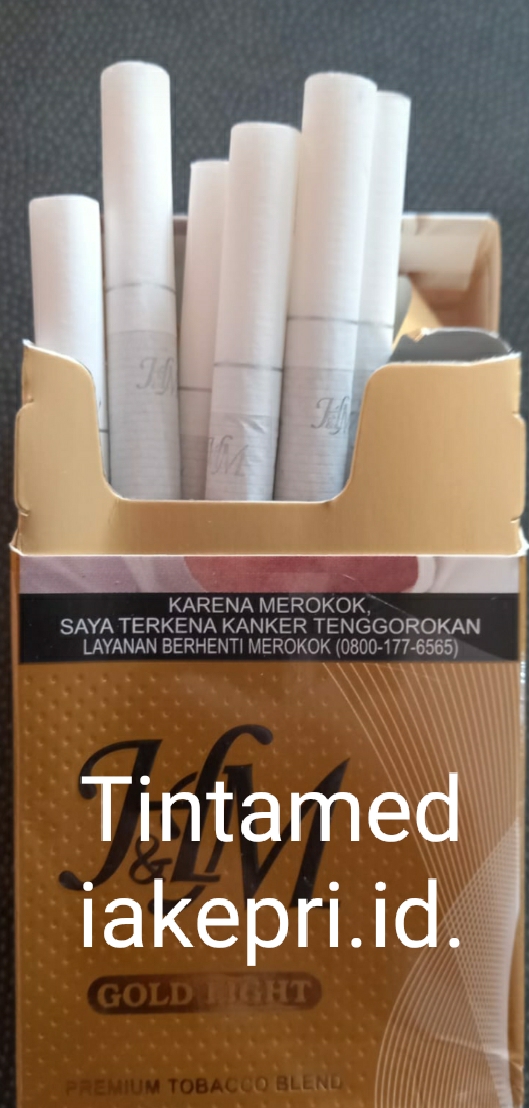 H&M
H&M
H&M
KARENA MEROKOK,
SAYA TERKENA KANKER TENGGOROKAN
LAYANAN BERHENTI MEROKOK (0800-177-6565)
H&M
Tintamed
iakepri.id.
GOLD LIGHT
PREMIUM TOBACCO BLEND